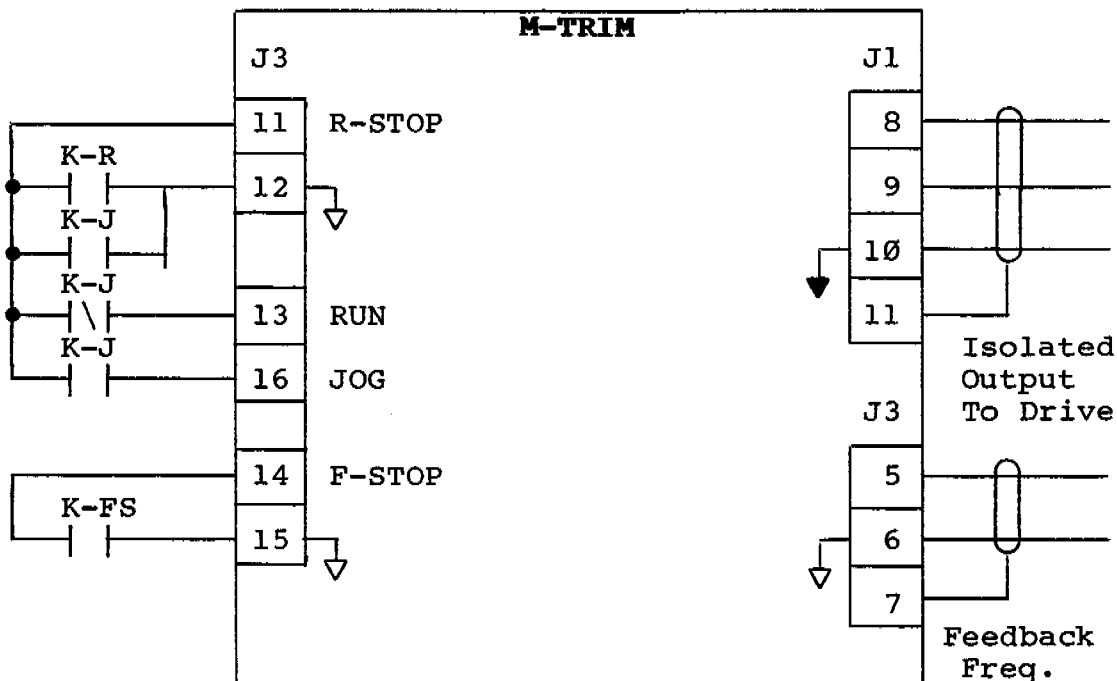 M-TRIM
J3
11 R-STOP
K-R
12
K-J
K-J
13 RUN
K-J
16 JOG
14 F-STOP
K-FS
15
J1
8
9
10
11
Isolated
Output
To Drive
J3
5
6
7
Feedback
Freq.